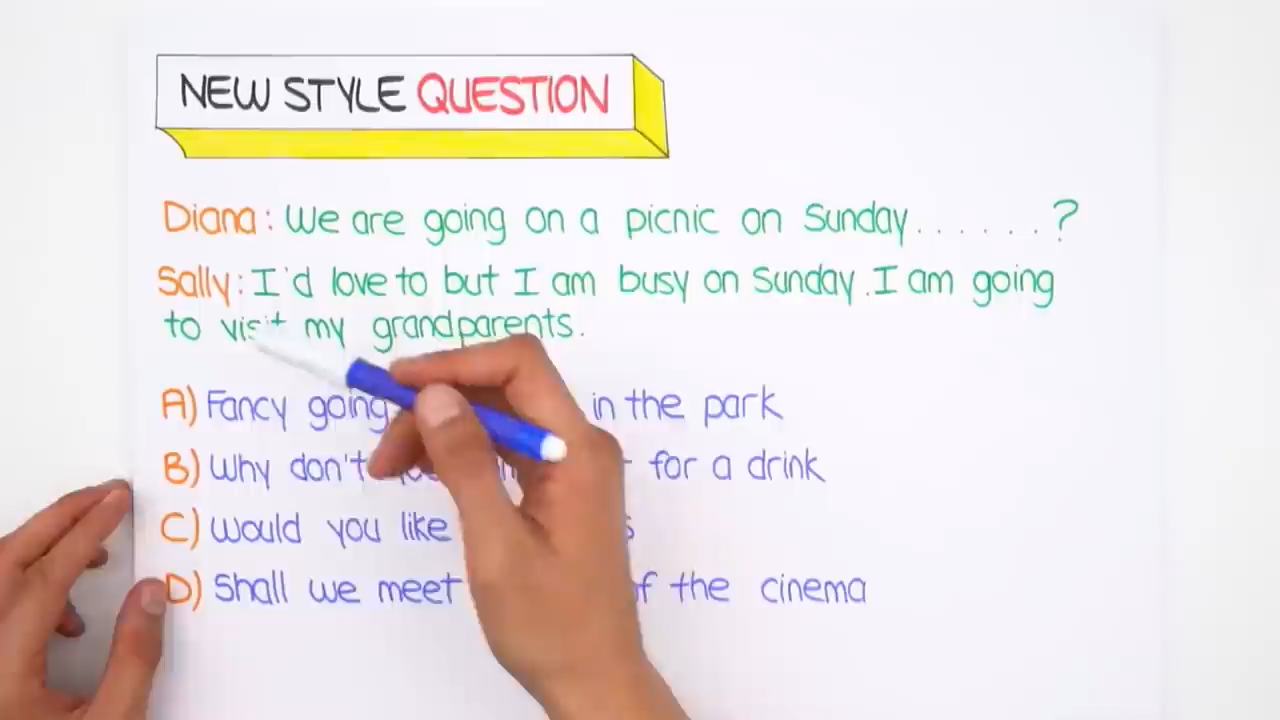 NEW STYLE QUESTION
Diana: We are going on a picnic on Sunday.......?
Sally: I'd love to but I am busy on Sunday. I am going
to visit my grandparents.
A) Fancy going in the park
B) Why don't for a drink
C) Would you like
D) Shall we meet of the cinema